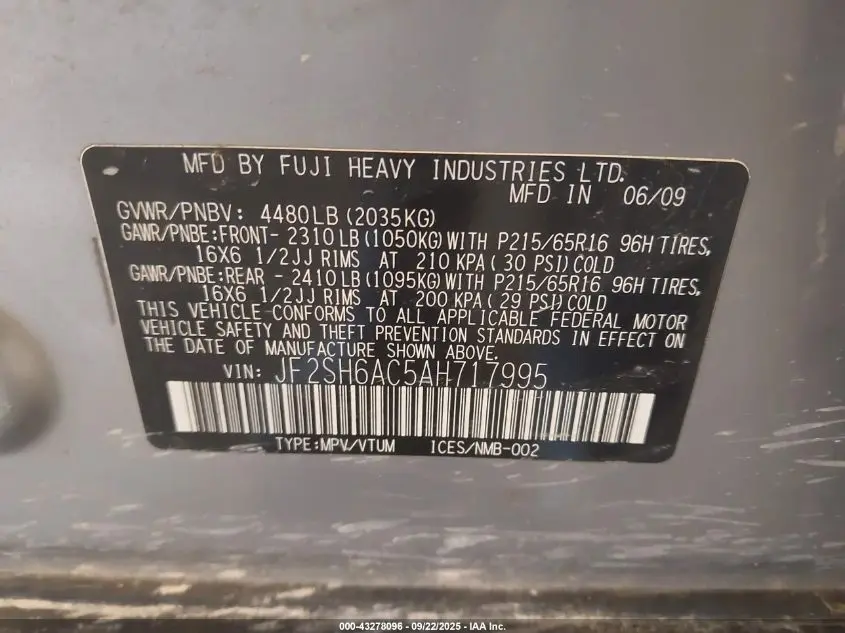 MFD BY FUJI HEAVY INDUSTRIES LTD.
MFD IN 06/09
GVWR/PNBV: 4480LB (2035KG)
GAWR/PNBE:FRONT- 2310LB(1050KG)WITH P215/65R16 96H TIRES,
16X6 1/2JJ RIMS AT 210 KPA( 30 PSI)COLD
GAWR/PNBE:REAR - 2410LB(1095KG)WITH P215/65R16 96H TIRES,
16X6 1/2JJ RIMS AT 200 KPA( 29 PSI)COLD
THIS VEHICLE CONFORMS TO ALL APPLICABLE FEDERAL MOTOR
VEHICLE SAFETY AND THEFT PREVENTION STANDARDS IN EFFECT ON
THE DATE OF MANUFACTURE SHOWN ABOVE.
VIN: JF2SH6AC5AH717995
TYPE:MPV/VTUM ICES/NMB-002
000-43278096 - 09/22/2025 - IAA Inc.